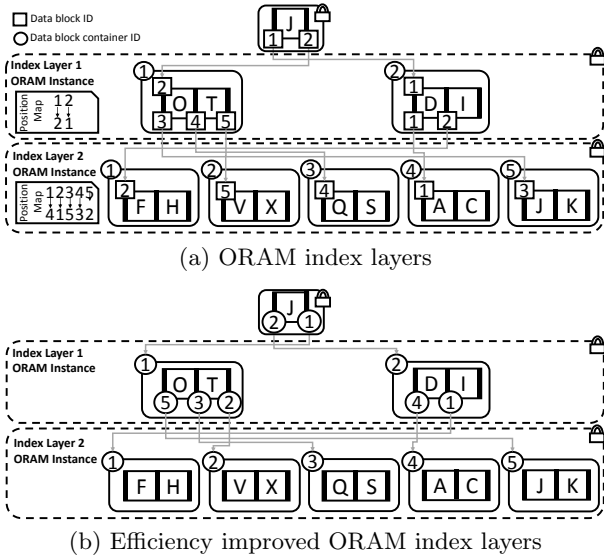 Data block ID
Data block container ID
J
1 2
Index Layer 1
ORAM Instance
Position Map
1 2
2 1
1
2
O T
3 4 5
2
1
D I
1 2
Index Layer 2
ORAM Instance
Position Map
1 2 3 4 5
4 1 5 3 2
1
2
F H
2
5
V X
3
4
Q S
4
1
A C
5
3
J K
(a) ORAM index layers
J
2 1
Index Layer 1
ORAM Instance
1
O T
5 3 2
2
D I
4 1
Index Layer 2
ORAM Instance
1
F H
2
V X
3
Q S
4
A C
5
J K
(b) Efficiency improved ORAM index layers